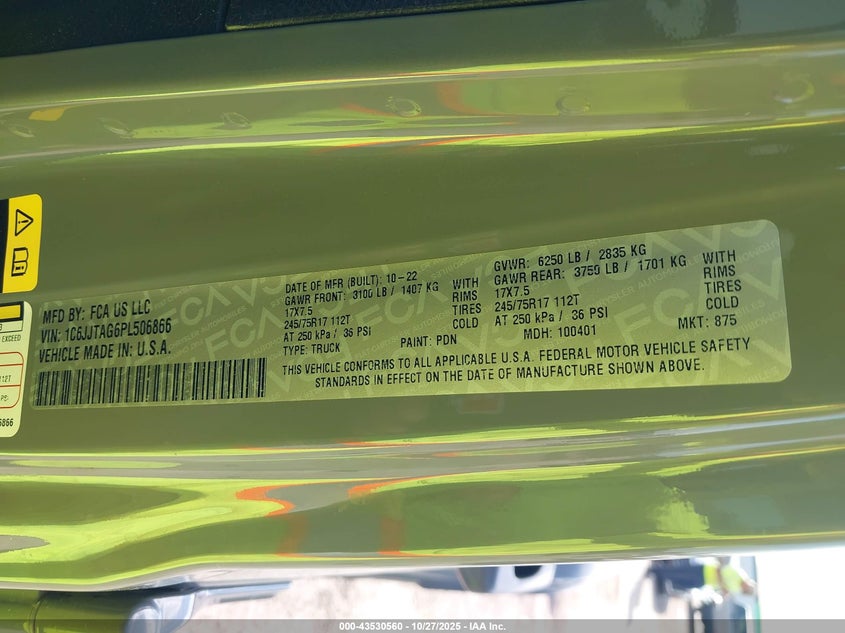 MFD BY: FCA US LLC
VIN: 1C6JJTAG6PL506866
VEHICLE MADE IN: U.S.A.
DATE OF MFR (BUILT): 10-22
GAWR FRONT: 3100 LB / 1407 KG WITH
17X7.5 RIMS
245/75R17 112T TIRES
AT 250 kPa / 36 PSI COLD
TYPE: TRUCK PAINT: PDN MDH: 100401 MKT: 875
GVWR: 6250 LB / 2835 KG
GAWR REAR: 3750 LB / 1701 KG WITH
17X7.5 RIMS
245/75R17 112T TIRES
AT 250 kPa / 36 PSI COLD
THIS VEHICLE CONFORMS TO ALL APPLICABLE U.S.A. FEDERAL MOTOR VEHICLE SAFETY
STANDARDS IN EFFECT ON THE DATE OF MANUFACTURE SHOWN ABOVE.
EXCEED
12T
6866
000-43530560 | 10/27/2025 | IAA Inc.